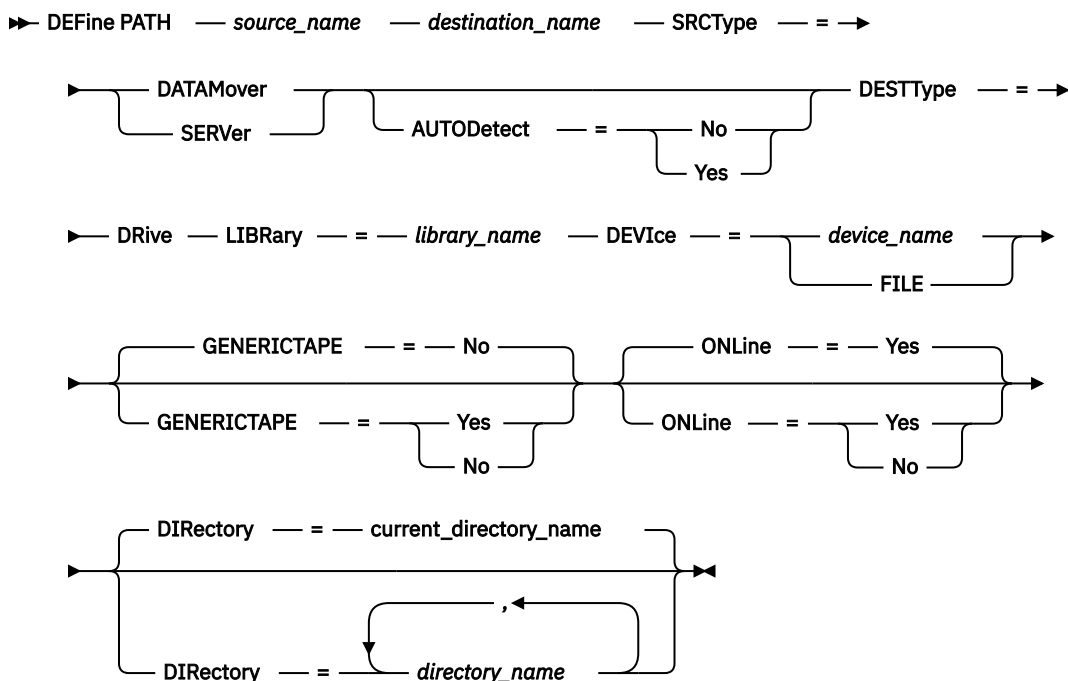 DEFine PATH source_name destination_name SRCType =
DATAMover DESTType =
SERVer AUTODetect = No
Yes
DRive LIBRary = library_name DEVIce = device_name
FILE
GENERICTAPE = No ONLine = Yes
GENERICTAPE = Yes ONLine = Yes
No No
DIRectory = current_directory_name
,
DIRectory = directory_name